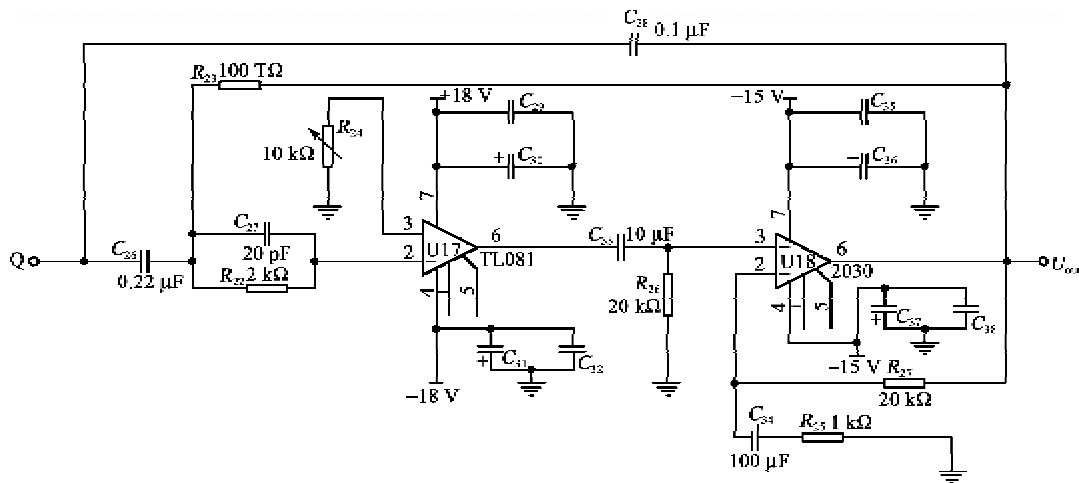 C₂₈ 0.1 μF
R₂₃ 100 TΩ
+18 V
C₂₉
−15 V
C₃₅
R₂₄
10 kΩ
C₃₆
7
7
C₂₇
20 pF
3
2
U17
6
TL081
10 μF
3
2
U18
6
2030
Q
C₂₆
0.22 μF
R₂₂ 2 kΩ
R₂₆
20 kΩ
Uout
4
1
5
4
1
5
C₃₁
C₃₂
C₃₇
C₃₈
−18 V
−15 V
R₂₇
20 kΩ
C₃₄
R₂₅ 1 kΩ
100 μF